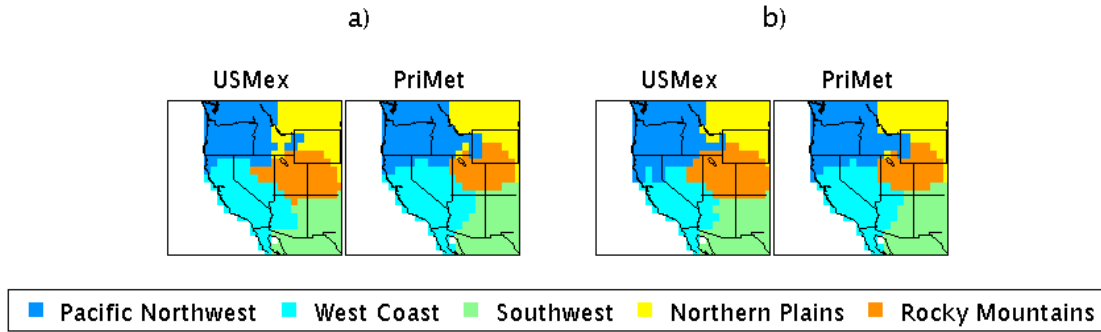 a) b)
USMex PriMet USMex PriMet
Pacific Northwest West Coast Southwest Northern Plains Rocky Mountains